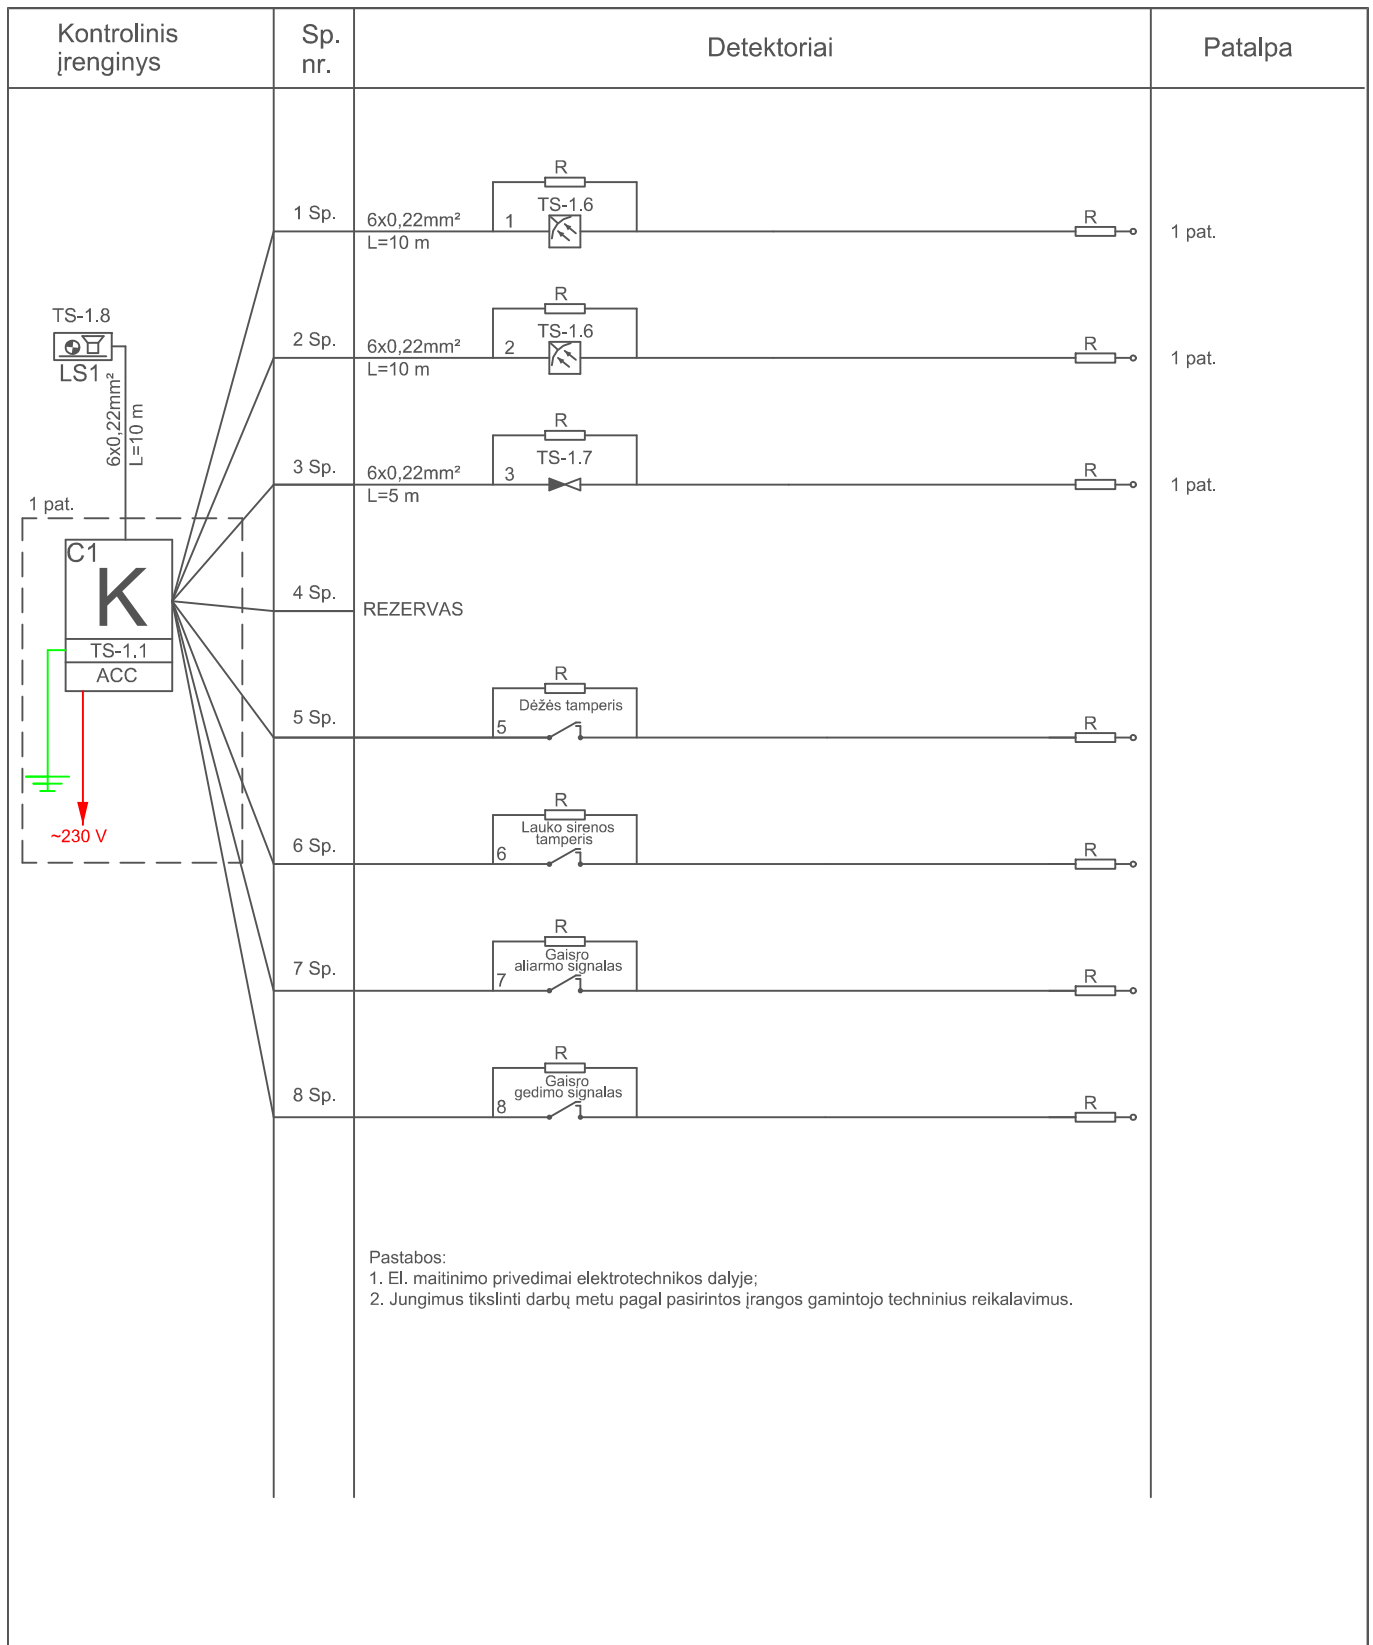 Kontrolinis
įrenginys
Sp.
nr.
Detektoriai
Patalpa
R
TS-1.6
1 Sp.
6x0,22mm²
L=10 m
1
R
1 pat.
R
TS-1.6
2 Sp.
6x0,22mm²
L=10 m
2
R
1 pat.
TS-1.8
LS1
6x0,22mm²
L=10 m
R
TS-1.7
3 Sp.
6x0,22mm²
L=5 m
3
R
1 pat.
1 pat.
C1
K
TS-1.1
ACC
~230 V
4 Sp.
REZERVAS
R
Dėžės tamperis
5 Sp.
5
R
R
Lauko sirenos
tamperis
6 Sp.
6
R
R
Gaisro
aliarmo signalas
7 Sp.
7
R
R
Gaisro
gedimo signalas
8 Sp.
8
R
Pastabos:
1. El. maitinimo privedimai elektrotechnikos dalyje;
2. Jungimus tikslinti darbų metu pagal pasirintos įrangos gamintojo techninius reikalavimus.